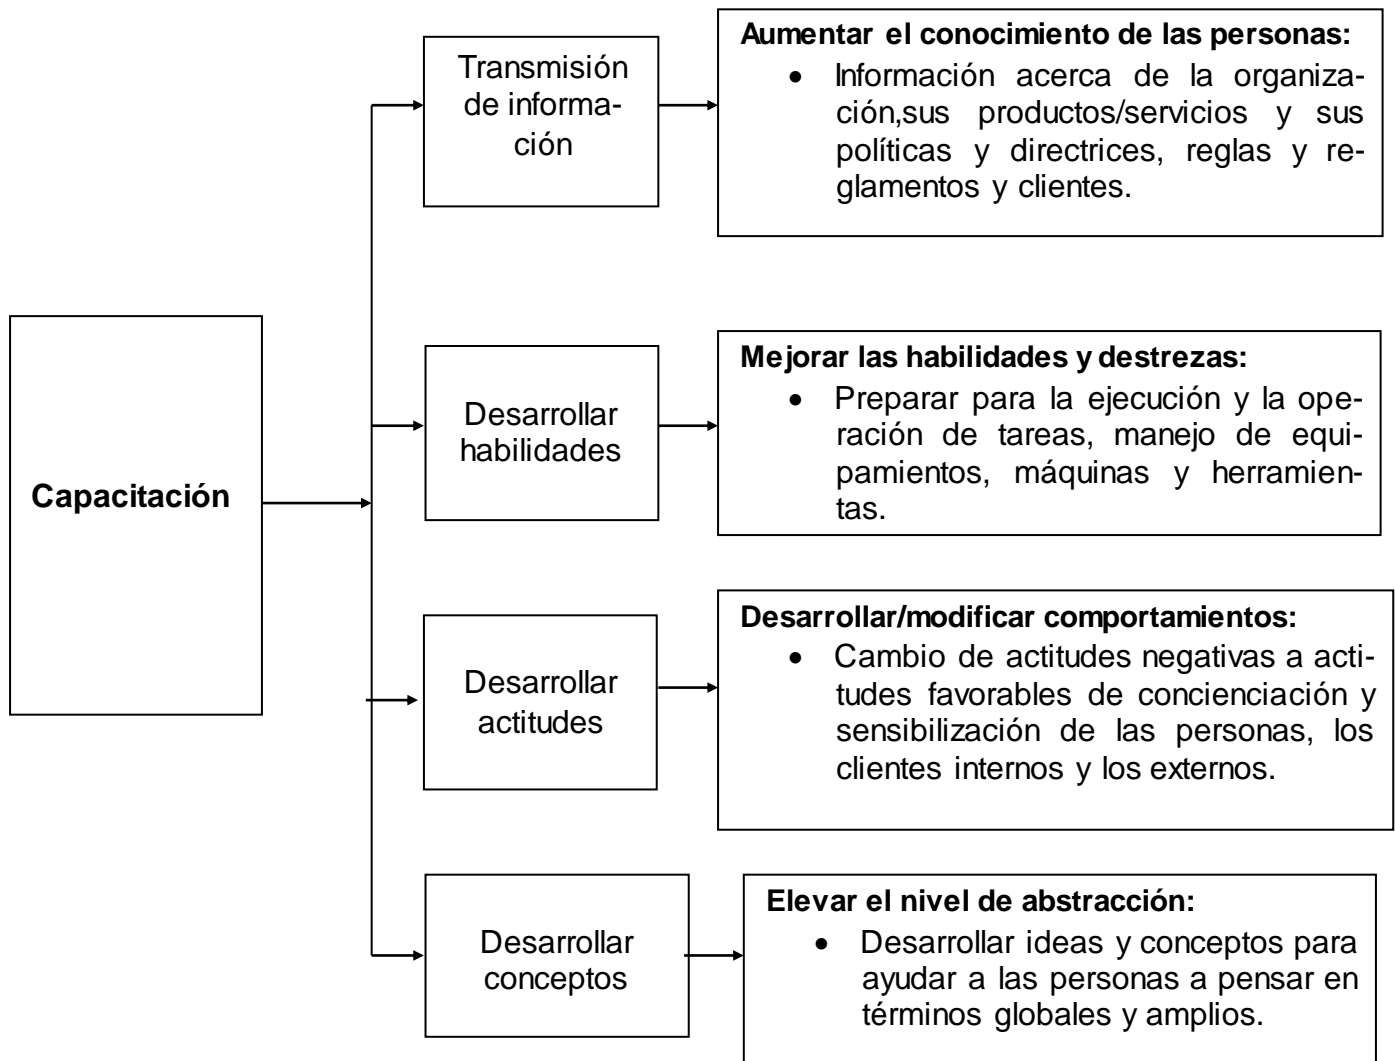 Capacitación
Transmisión
de informa-
ción
Aumentar el conocimiento de las personas:
• Información acerca de la organiza-
ción,sus productos/servicios y sus
políticas y directrices, reglas y re-
glamentos y clientes.
Desarrollar
habilidades
Mejorar las habilidades y destrezas:
• Preparar para la ejecución y la ope-
ración de tareas, manejo de equi-
pamientos, máquinas y herramien-
tas.
Desarrollar
actitudes
Desarrollar/modificar comportamientos:
• Cambio de actitudes negativas a acti-
tudes favorables de concienciación y
sensibilización de las personas, los
clientes internos y los externos.
Desarrollar
conceptos
Elevar el nivel de abstracción:
• Desarrollar ideas y conceptos para
ayudar a las personas a pensar en
términos globales y amplios.